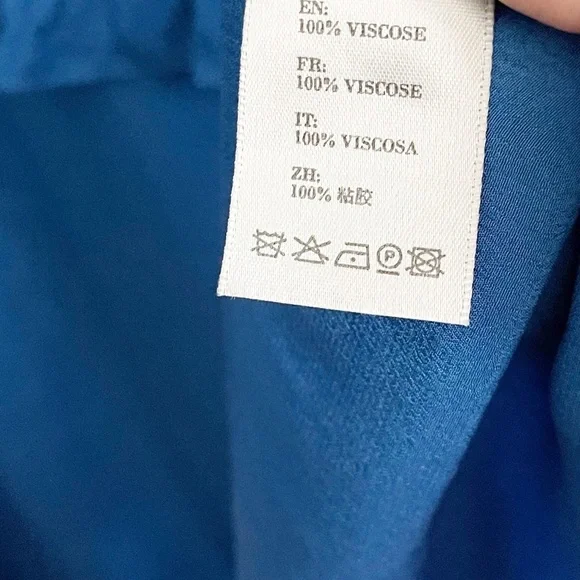 EN:
100% VISCOSE
FR:
100% VISCOSE
IT:
100% VISCOSA
ZH:
100% 粘胶
P